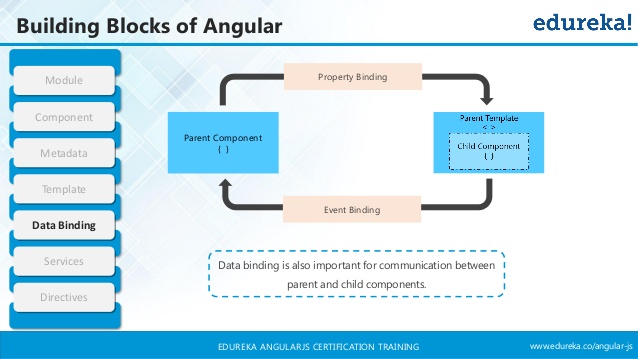 Building Blocks of Angular
edureka!
Module
Component
Metadata
Template
Data Binding
Services
Directives
Property Binding
Parent Component
{ }
Parent Template
< >
Child Component
{ }
Event Binding
Data binding is also important for communication between
parent and child components.
EDUREKA ANGULARJS CERTIFICATION TRAINING
www.edureka.co/angular-js